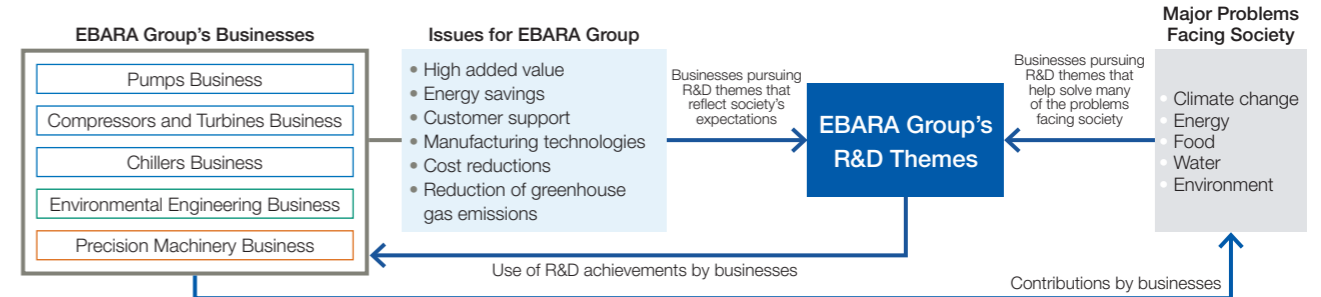 EBARA Group’s Businesses
Pumps Business
Compressors and Turbines Business
Chillers Business
Environmental Engineering Business
Precision Machinery Business
Issues for EBARA Group
• High added value
• Energy savings
• Customer support
• Manufacturing technologies
• Cost reductions
• Reduction of greenhouse
gas emissions
Businesses pursuing
R&D themes that
reflect society’s
expectations
EBARA Group’s
R&D Themes
Businesses pursuing
R&D themes that
help solve many
of the problems
facing society
Major Problems
Facing Society
• Climate change
• Energy
• Food
• Water
• Environment
Use of R&D achievements by businesses
Contributions by businesses